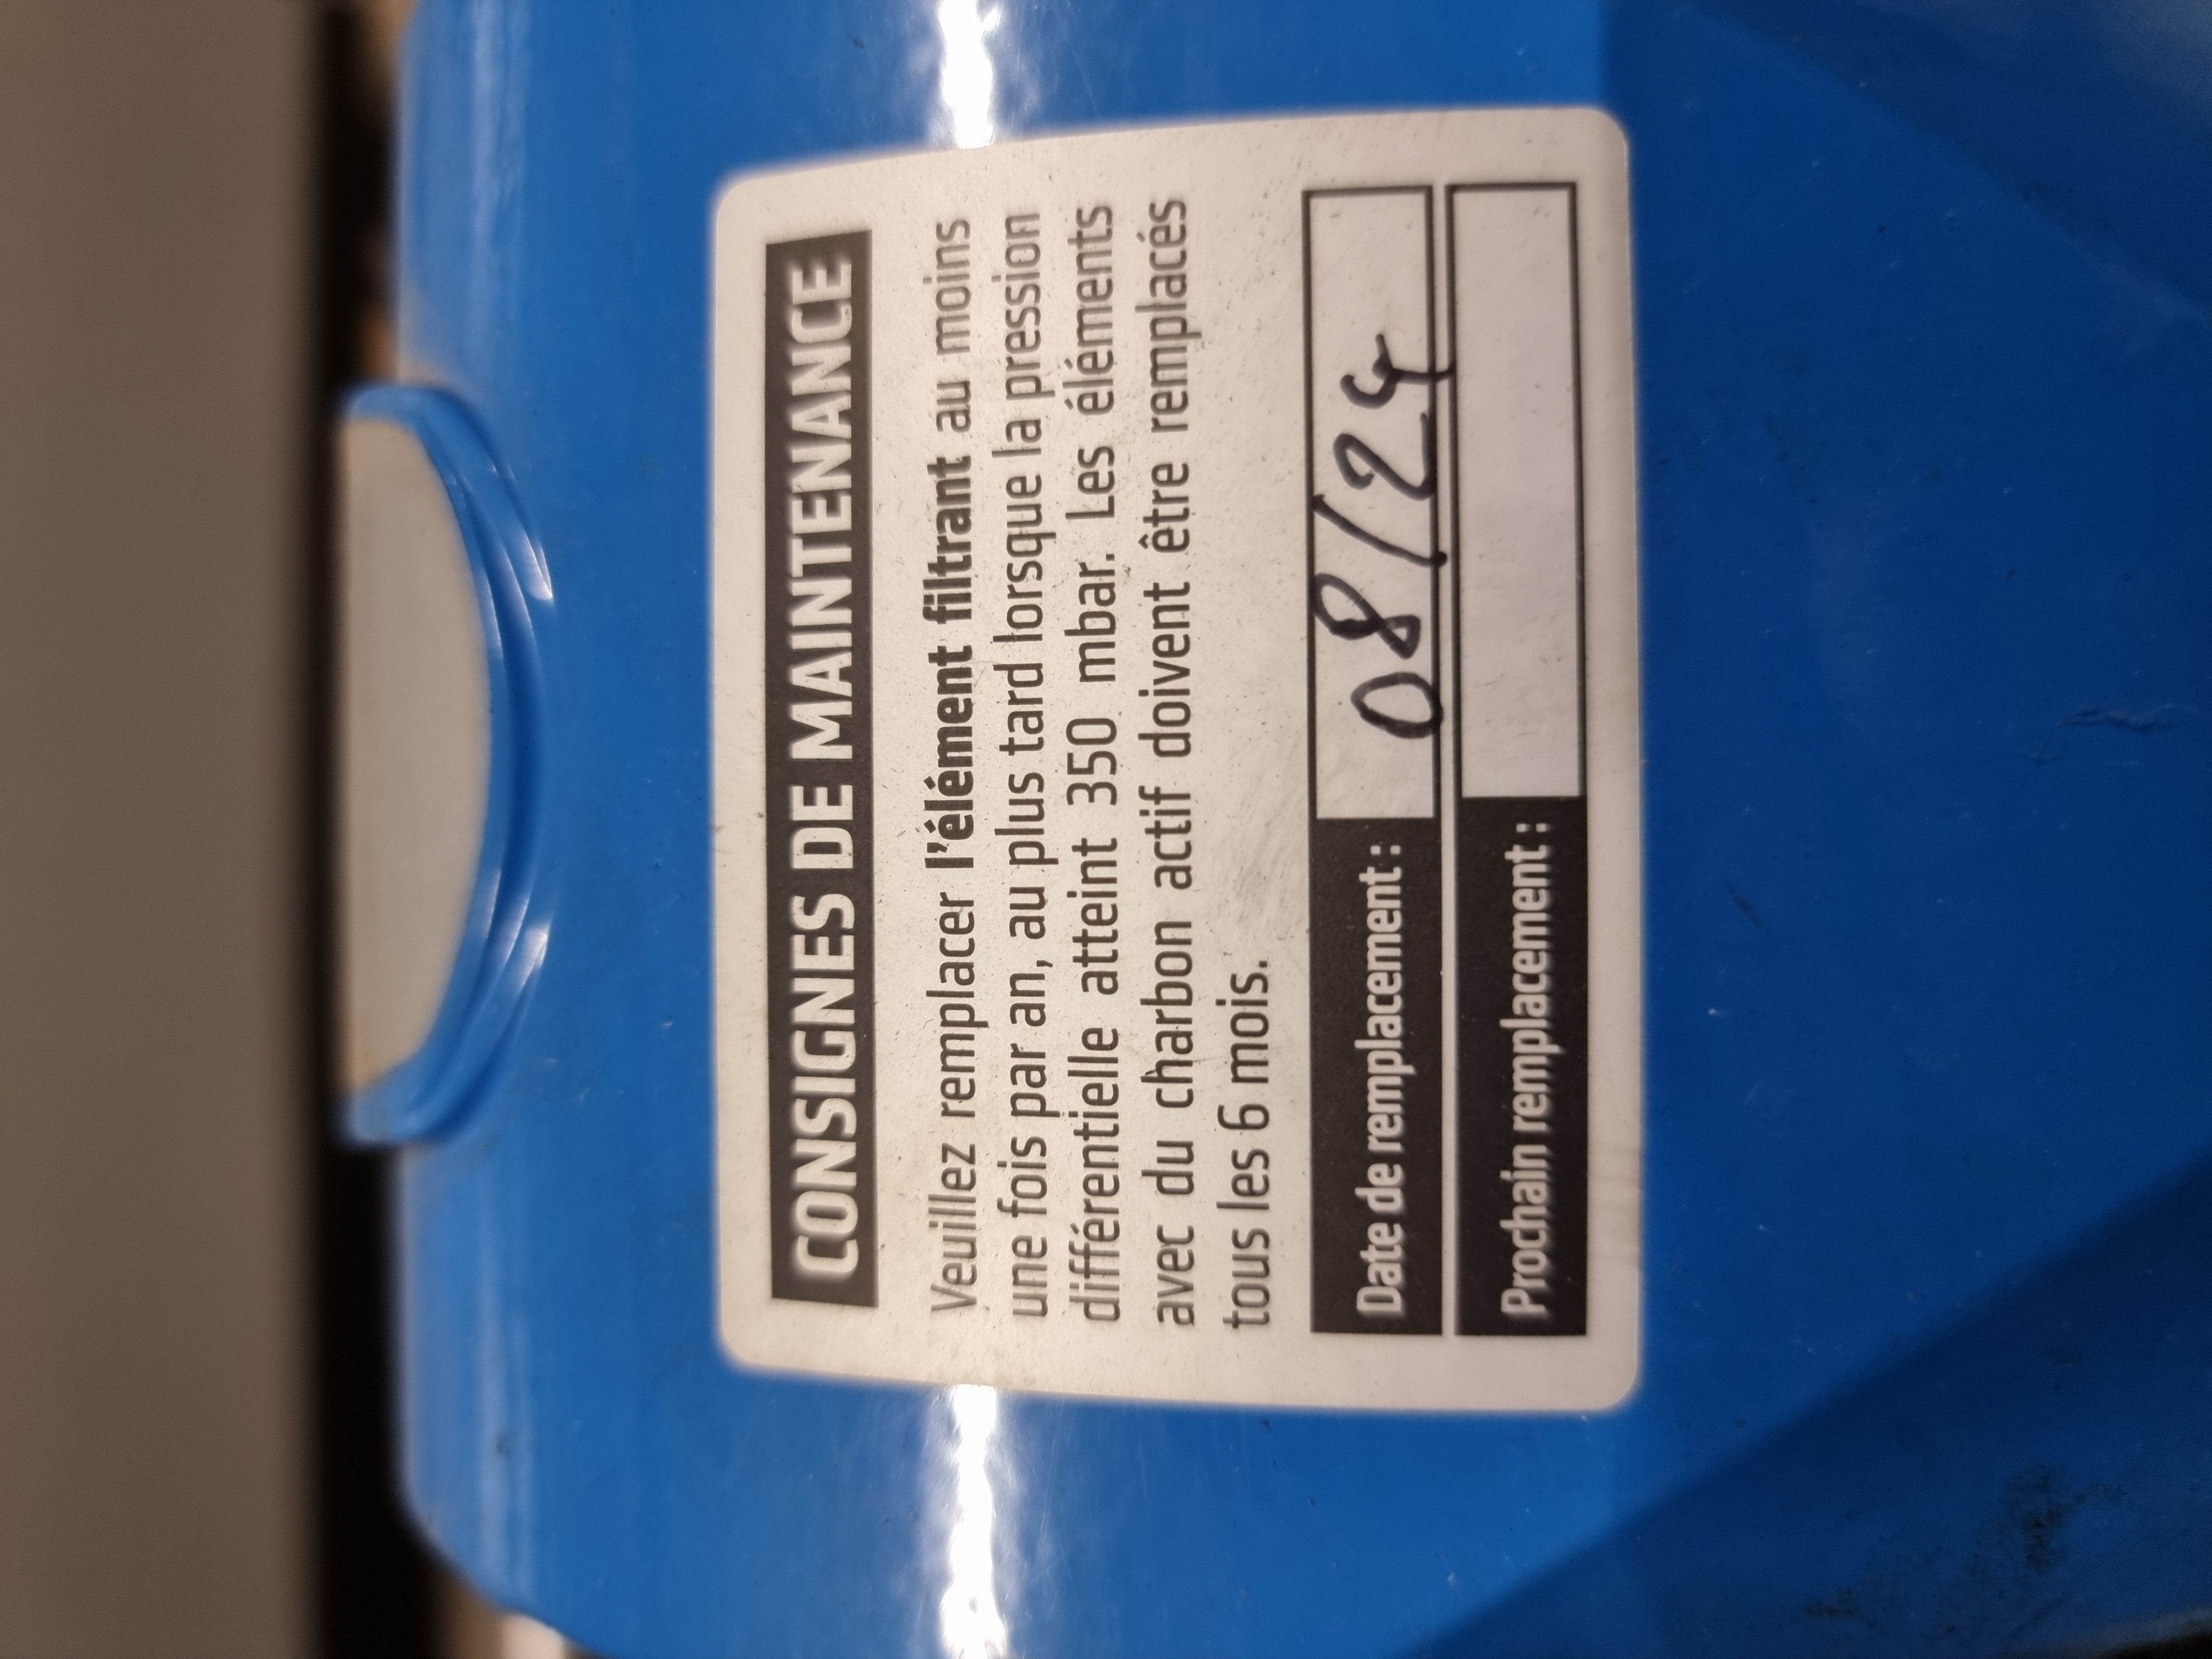 CONSIGNES DE MAINTENANCE
Veuillez remplacer l'élément filtrant au moins
une fois par an, au plus tard lorsque la pression
différentielle atteint 350 mbar. Les éléments
avec du charbon actif doivent être remplacés
tous les 6 mois.
Date de remplacement : 08/24
Prochain remplacement :